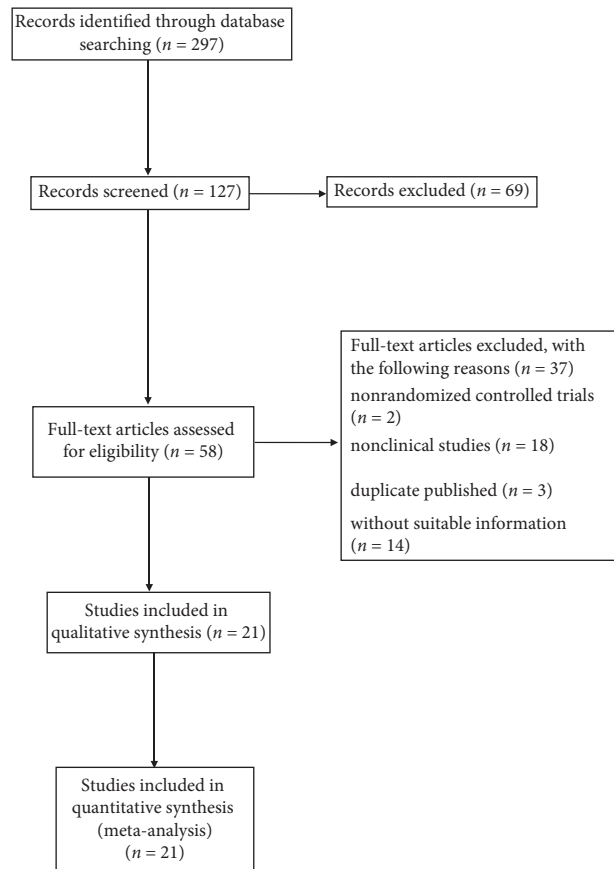 Records identified through database
searching (n = 297)
Records screened (n = 127)
Records excluded (n = 69)
Full-text articles assessed
for eligibility (n = 58)
Full-text articles excluded, with
the following reasons (n = 37)
nonrandomized controlled trials
(n = 2)
nonclinical studies (n = 18)
duplicate published (n = 3)
without suitable information
(n = 14)
Studies included in
qualitative synthesis (n = 21)
Studies included in
quantitative synthesis
(meta-analysis)
(n = 21)